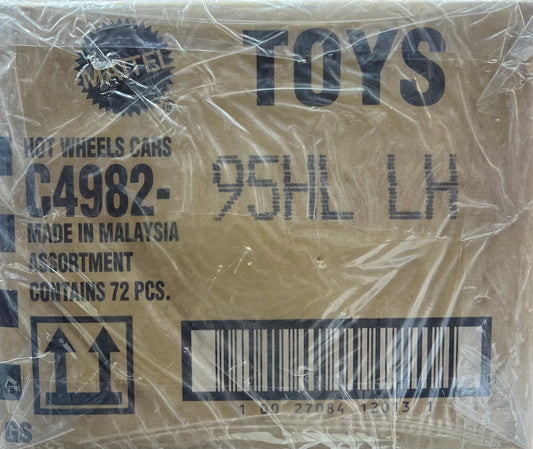 MATTEL
®
TOYS
HOT WHEELS CARS
C4982- 95HL LH
MADE IN MALAYSIA
ASSORTMENT
CONTAINS 72 PCS.
1 00 27084 12013 1
GS